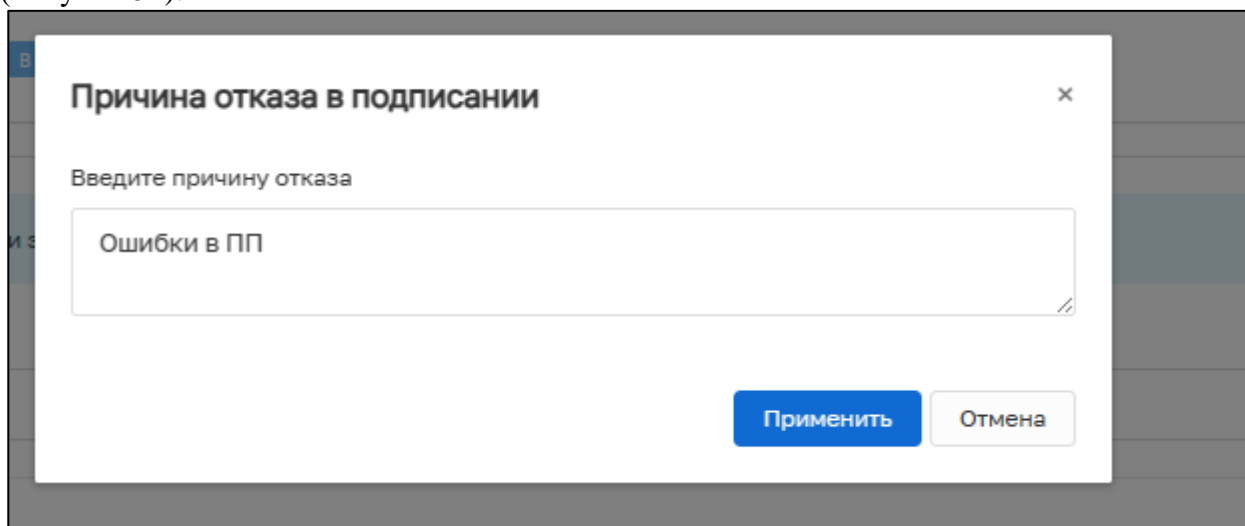 В
Причина отказа в подписании
×
Введите причину отказа
и з
Ошибки в ПП
Применить
Отмена